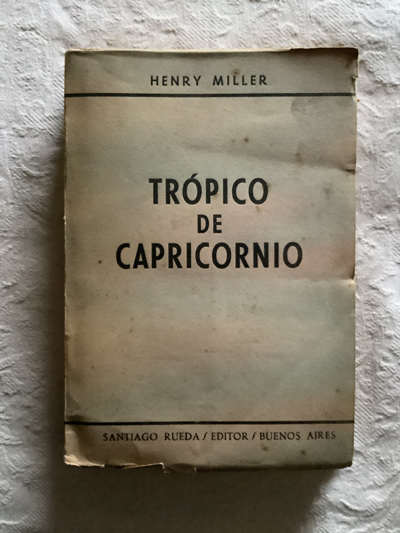 HENRY MILLER
TRÓPICO
DE
CAPRICORNIO
SANTIAGO RUEDA / EDITOR / BUENOS AIRES